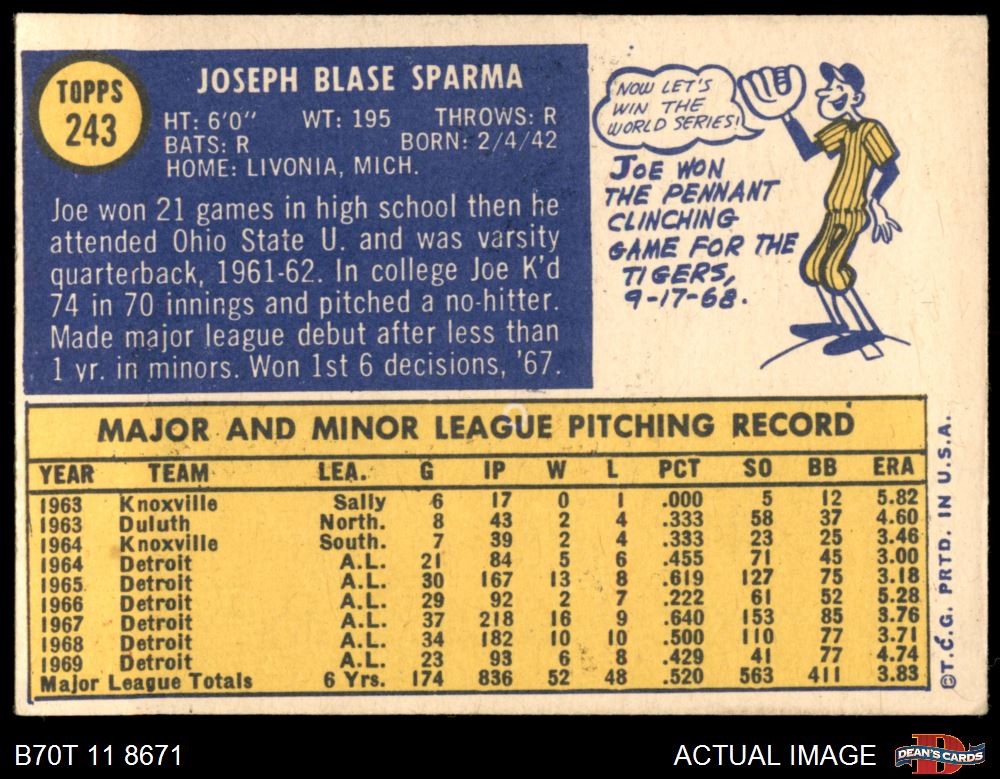 TOPPS
243
JOSEPH BLASE SPARMA
HT: 6'0" WT: 195 THROWS: R
BATS: R BORN: 2/4/42
HOME: LIVONIA, MICH.
Joe won 21 games in high school then he
attended Ohio State U. and was varsity
quarterback, 1961-62. In college Joe K'd
74 in 70 innings and pitched a no-hitter.
Made major league debut after less than
1 yr. in minors. Won 1st 6 decisions, '67.
NOW LET'S
WIN THE
WORLD SERIES!
JOE WON
THE PENNANT
CLINCHING
GAME FOR THE
TIGERS,
9-17-68.
MAJOR AND MINOR LEAGUE PITCHING RECORD
YEAR TEAM LEA. G IP W L PCT SO BB ERA
1963 Knoxville Sally 6 17 0 1 .000 5 12 5.82
1963 Duluth North. 8 43 2 4 .333 58 37 4.60
1964 Knoxville South. 7 39 2 4 .333 23 25 3.46
1964 Detroit A.L. 21 84 5 6 .455 71 45 3.00
1965 Detroit A.L. 30 167 13 8 .619 127 75 3.18
1966 Detroit A.L. 29 92 2 7 .222 61 52 5.28
1967 Detroit A.L. 37 218 16 9 .640 153 85 3.76
1968 Detroit A.L. 34 182 10 10 .500 110 77 3.71
1969 Detroit A.L. 23 93 6 8 .429 41 77 4.74
Major League Totals 6 Yrs. 174 836 52 48 .520 563 411 3.83
©T.C.G. PRTD. IN U.S.A.
B70T 11 8671
ACTUAL IMAGE
DEAN'S CARDS